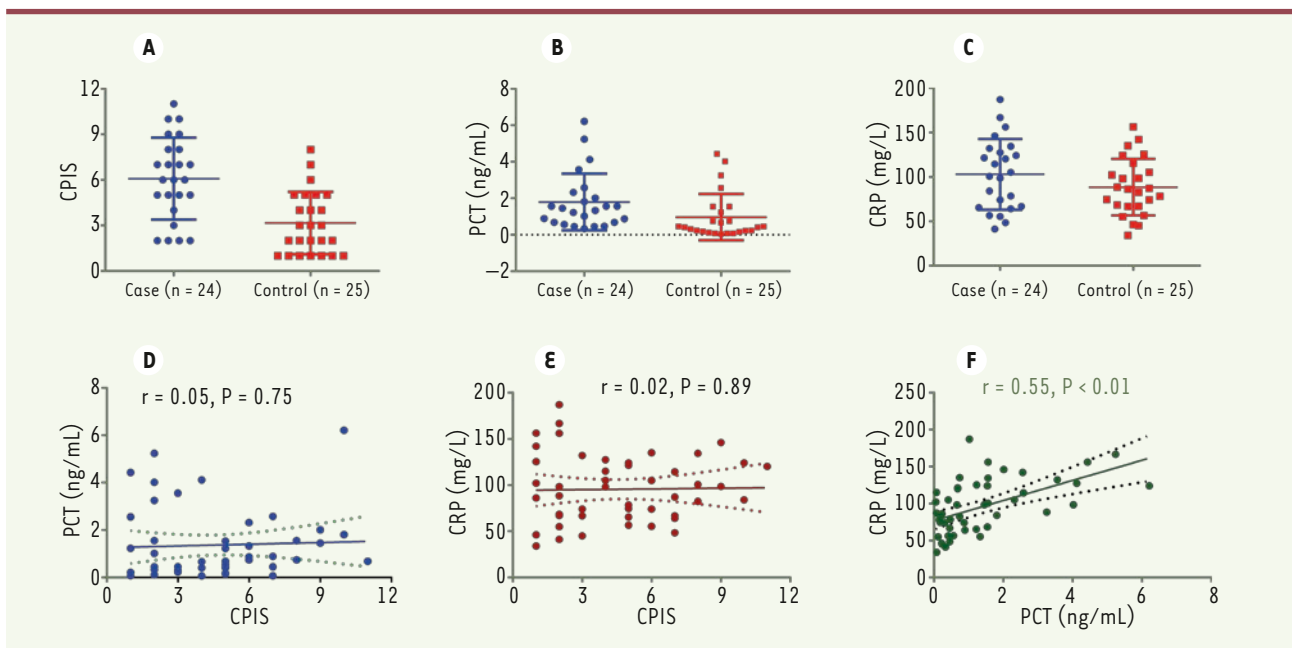 A
B
C
CPIS
12
9
6
3
0
Case (n = 24)
Control (n = 25)
PCT (ng/mL)
8
6
4
2
0
−2
Case (n = 24)
Control (n = 25)
CRP (mg/L)
200
150
100
50
0
Case (n = 24)
Control (n = 25)
D
E
F
r = 0.05, P = 0.75
PCT (ng/mL)
8
6
4
2
0
0
3
6
9
12
CPIS
r = 0.02, P = 0.89
CRP (mg/L)
200
150
100
50
0
0
3
6
9
12
CPIS
r = 0.55, P < 0.01
CRP (mg/L)
250
200
150
100
50
0
0
2
4
6
8
PCT (ng/mL)